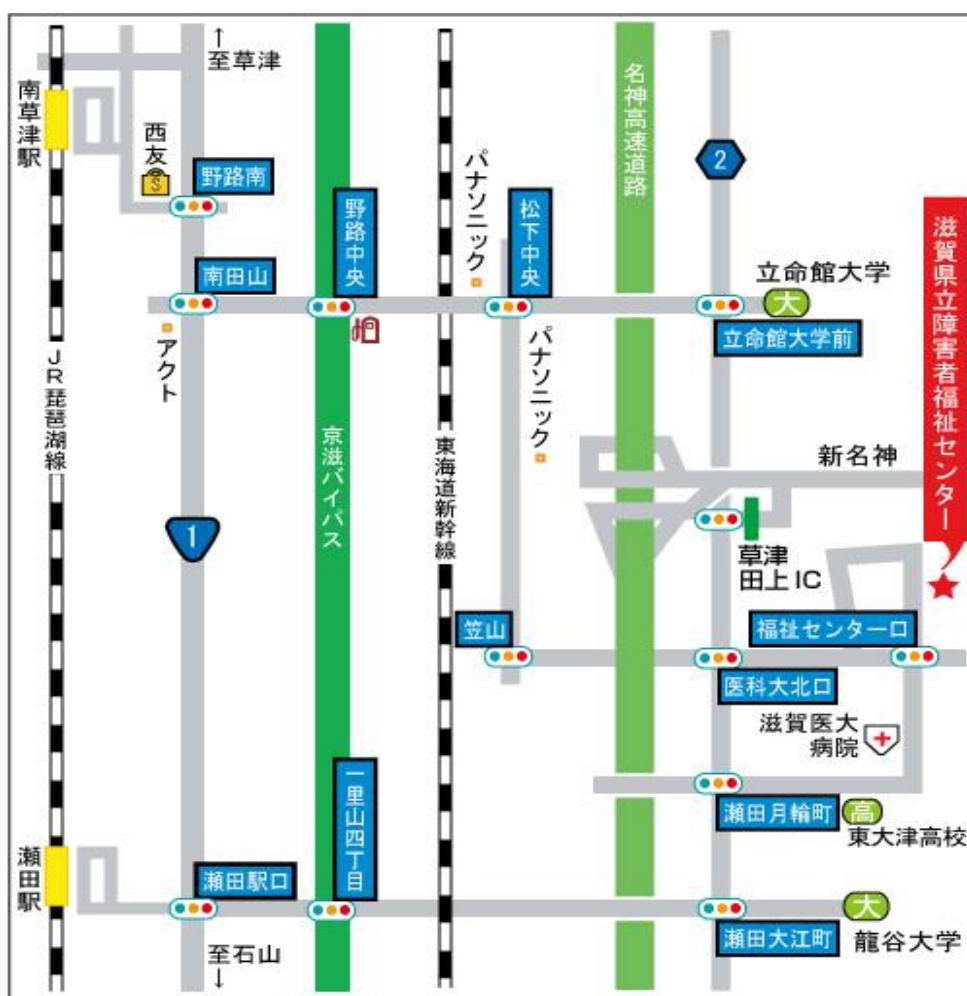 ↑
至草津
南草津駅
西友
S
野路南
野路中央
パナソニック
松下中央
名神高速道路
2
滋賀県立障害者福祉センター
南田山
立命館大学
大
立命館大学前
アクト
パナソニック
JR琵琶湖線
京滋バイパス
東海道新幹線
新名神
1
草津
田上IC
笠山
福祉センター口
医科大北口
滋賀医大
病院
一里山四丁目
瀬田月輪町
高
東大津高校
瀬田駅
瀬田駅口
大
瀬田大江町
龍谷大学
至石山
↓